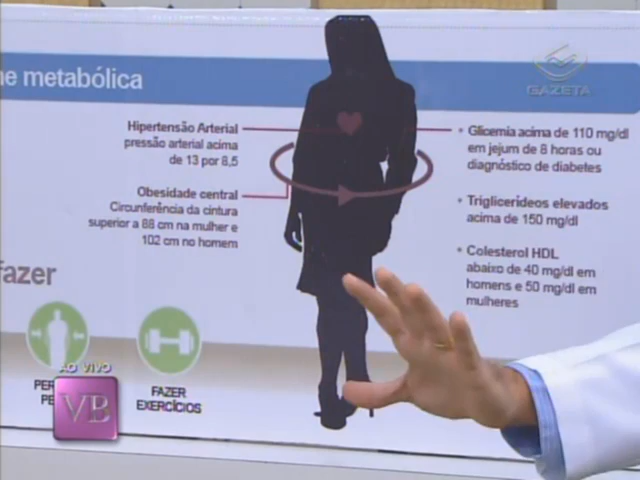 ne metabólica
GAZETA
Hipertensão Arterial
pressão arterial acima
de 13 por 8,5
Obesidade central
Circunferência da cintura
superior a 88 cm na mulher e
102 cm no homem
• Glicemia acima de 110 mg/dl
em jejum de 8 horas ou
diagnóstico de diabetes
• Triglicerídeos elevados
acima de 150 mg/dl
• Colesterol HDL
abaixo de 40 mg/dl em
homens e 50 mg/dl em
mulheres
fazer
AO VIVO
VB
PER
PE
FAZER
EXERCÍCIOS